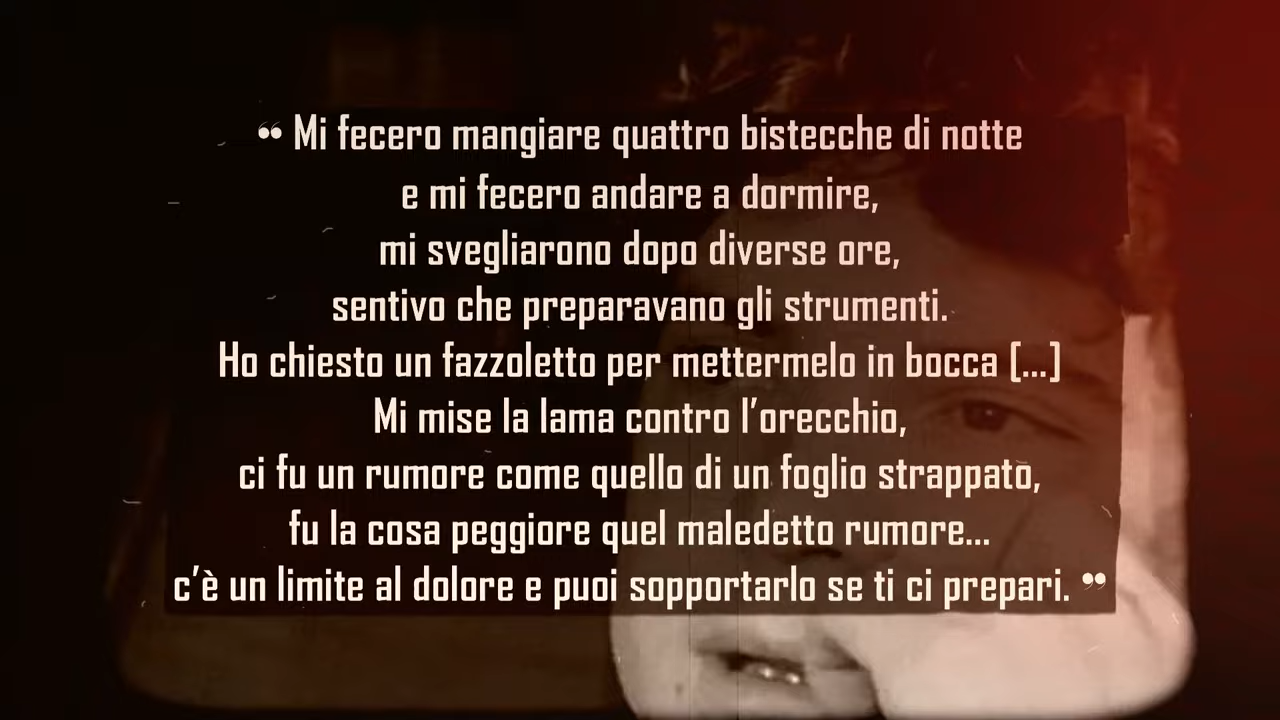 ❝ Mi fecero mangiare quattro bistecche di notte
e mi fecero andare a dormire,
mi svegliarono dopo diverse ore,
sentivo che preparavano gli strumenti.
Ho chiesto un fazzoletto per mettermelo in bocca [...]
Mi mise la lama contro l’orecchio,
ci fu un rumore come quello di un foglio strappato,
fu la cosa peggiore quel maledetto rumore...
c’è un limite al dolore e puoi sopportarlo se ti ci prepari. ❞